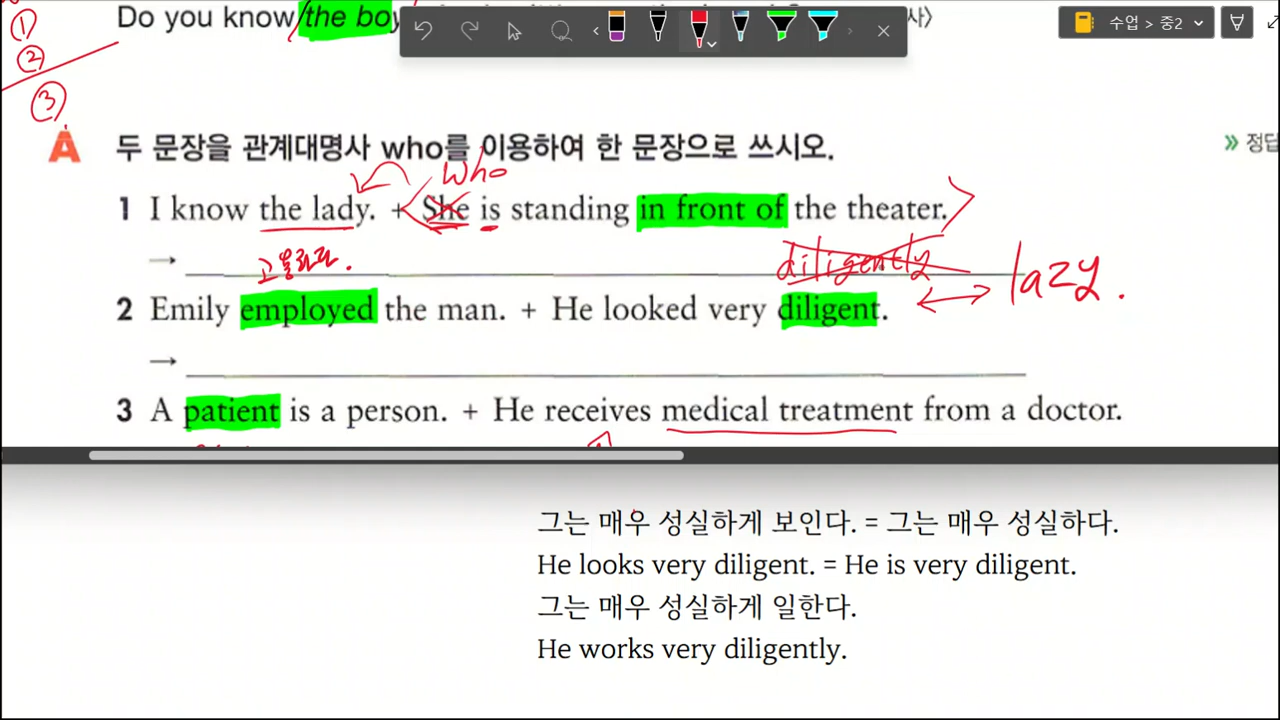 Do you know the boy
사〉
수업 > 중2
①
②
③
A 두 문장을 관계대명사 who를 이용하여 한 문장으로 쓰시오.
» 정답
who
1 I know the lady. + She is standing in front of the theater.
→
고용하다.
diligently
lazy.
2 Emily employed the man. + He looked very diligent.
→
3 A patient is a person. + He receives medical treatment from a doctor.
그는 매우 성실하게 보인다. = 그는 매우 성실하다.
He looks very diligent. = He is very diligent.
그는 매우 성실하게 일한다.
He works very diligently.